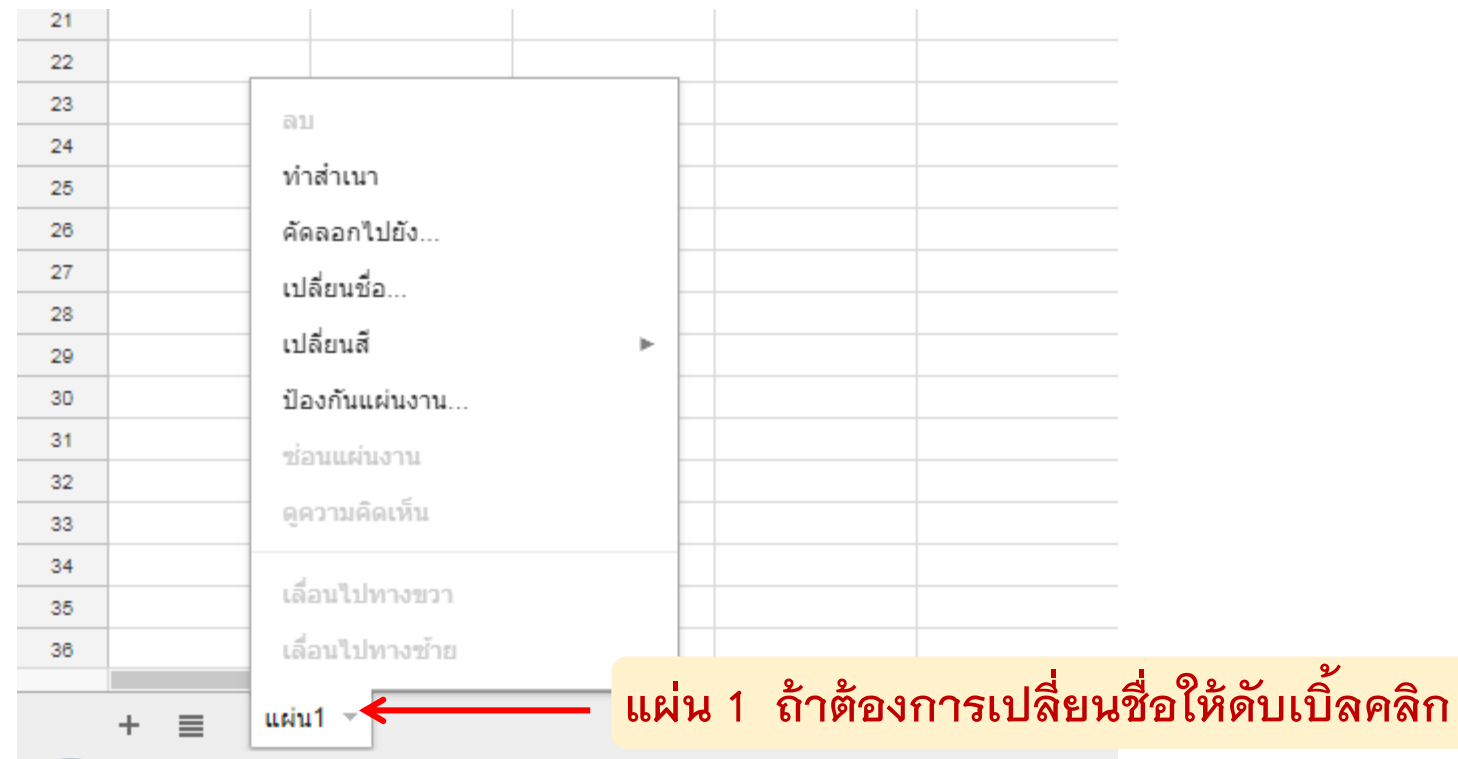 21
22
23
24
25
26
27
28
29
30
31
32
33
34
35
36
ลบ
ทำสำเนา
คัดลอกไปยัง...
เปลี่ยนชื่อ...
เปลี่ยนสี
ป้องกันแผ่นงาน...
ซ่อนแผ่นงาน
ดูความคิดเห็น
เลื่อนไปทางขวา
เลื่อนไปทางซ้าย
แผ่น1
แผ่น 1 ถ้าต้องการเปลี่ยนชื่อให้ดับเบิ้ลคลิก